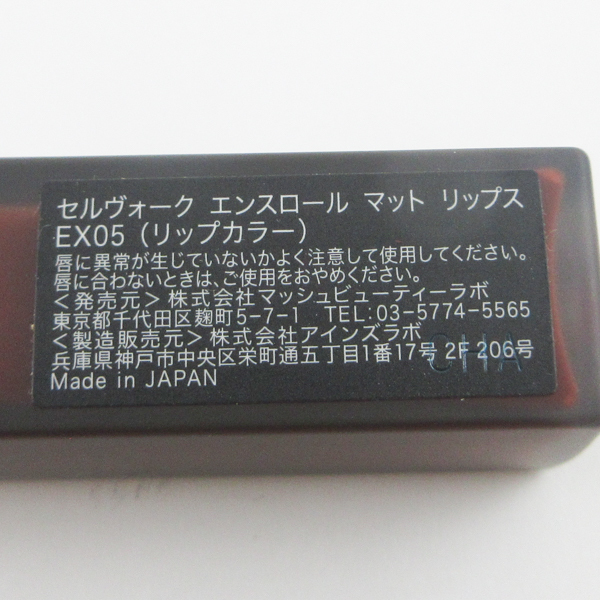 セルヴォーク エンスロール マット リップス
EX05 (リップカラー)
唇に異常が生じていないかよく注意して使用してください。
唇に合わないときは、ご使用をおやめください。
<発売元>株式会社マッシュビューティーラボ
東京都千代田区麹町5-7-1 TEL:03-5774-5565
<製造販売元>株式会社アインズラボ
兵庫県神戸市中央区栄町通五丁目1番17号 2F 206号
CHA
Made in JAPAN